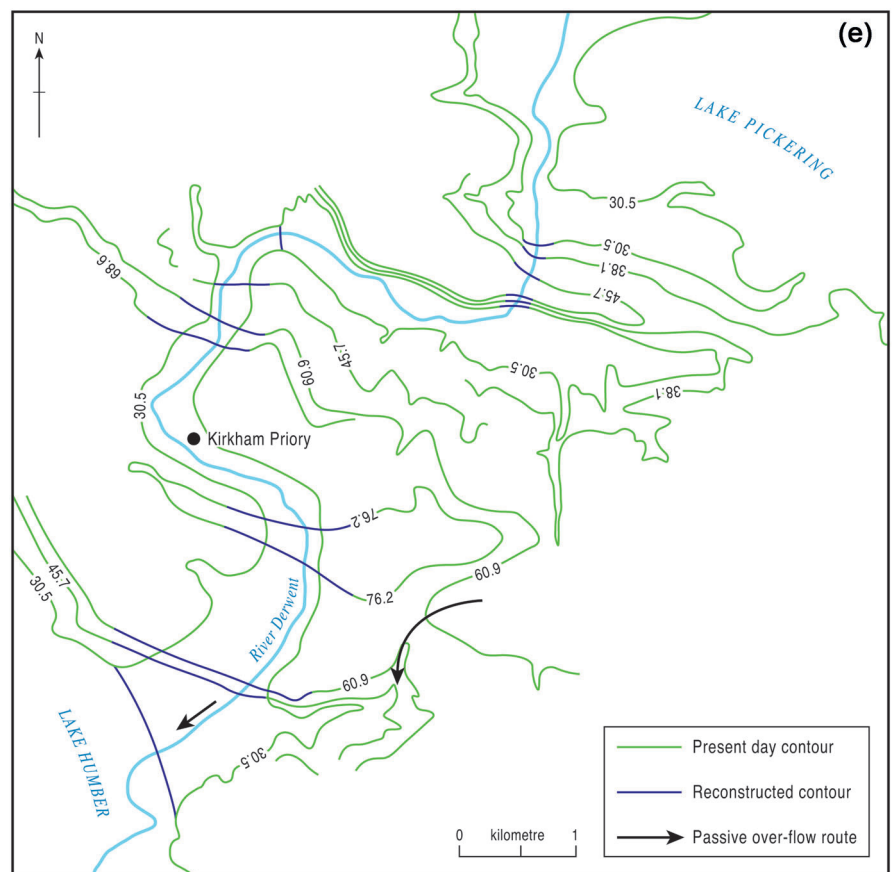 (e)
N
LAKE PICKERING
30.5
30.5
38.1
45.7
68.6
45.7
60.9
30.5
38.1
30.5
Kirkham Priory
76.2
76.2
60.9
45.7
30.5
River Derwent
60.9
LAKE HUMBER
30.5
Present day contour
Reconstructed contour
Passive over-flow route
0 kilometre 1